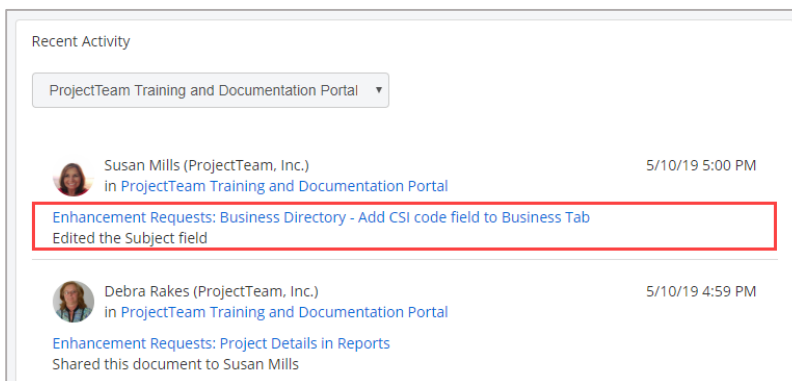 Recent Activity
ProjectTeam Training and Documentation Portal
Susan Mills (ProjectTeam, Inc.) 5/10/19 5:00 PM
in ProjectTeam Training and Documentation Portal
Enhancement Requests: Business Directory - Add CSI code field to Business Tab
Edited the Subject field
Debra Rakes (ProjectTeam, Inc.) 5/10/19 4:59 PM
in ProjectTeam Training and Documentation Portal
Enhancement Requests: Project Details in Reports
Shared this document to Susan Mills